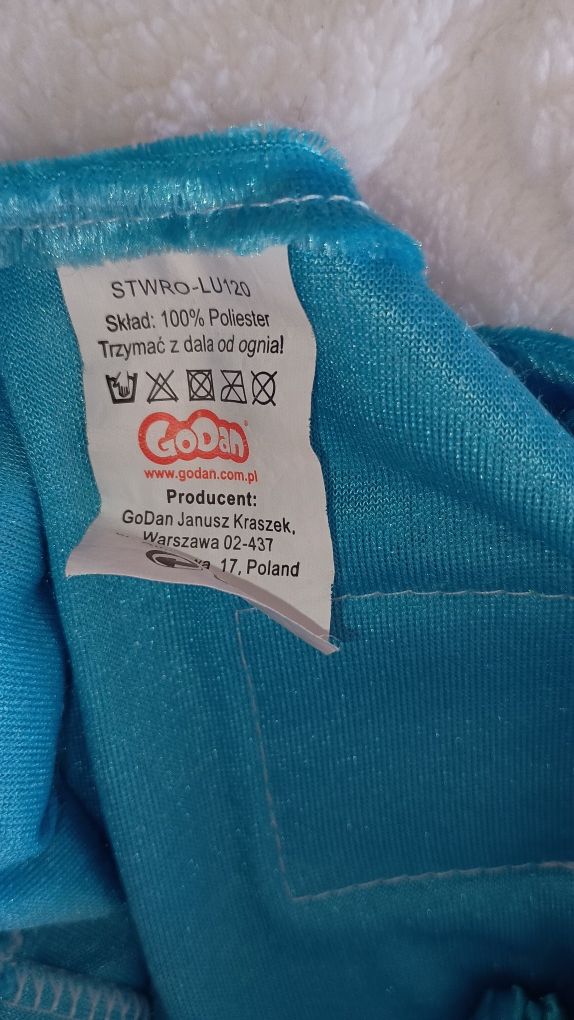 STWRO-LU120
Skład: 100% Poliester
Trzymać z dala od ognia!
GoDan
www.godan.com.pl
Producent:
GoDan Janusz Kraszek,
Warszawa 02-437
17, Poland